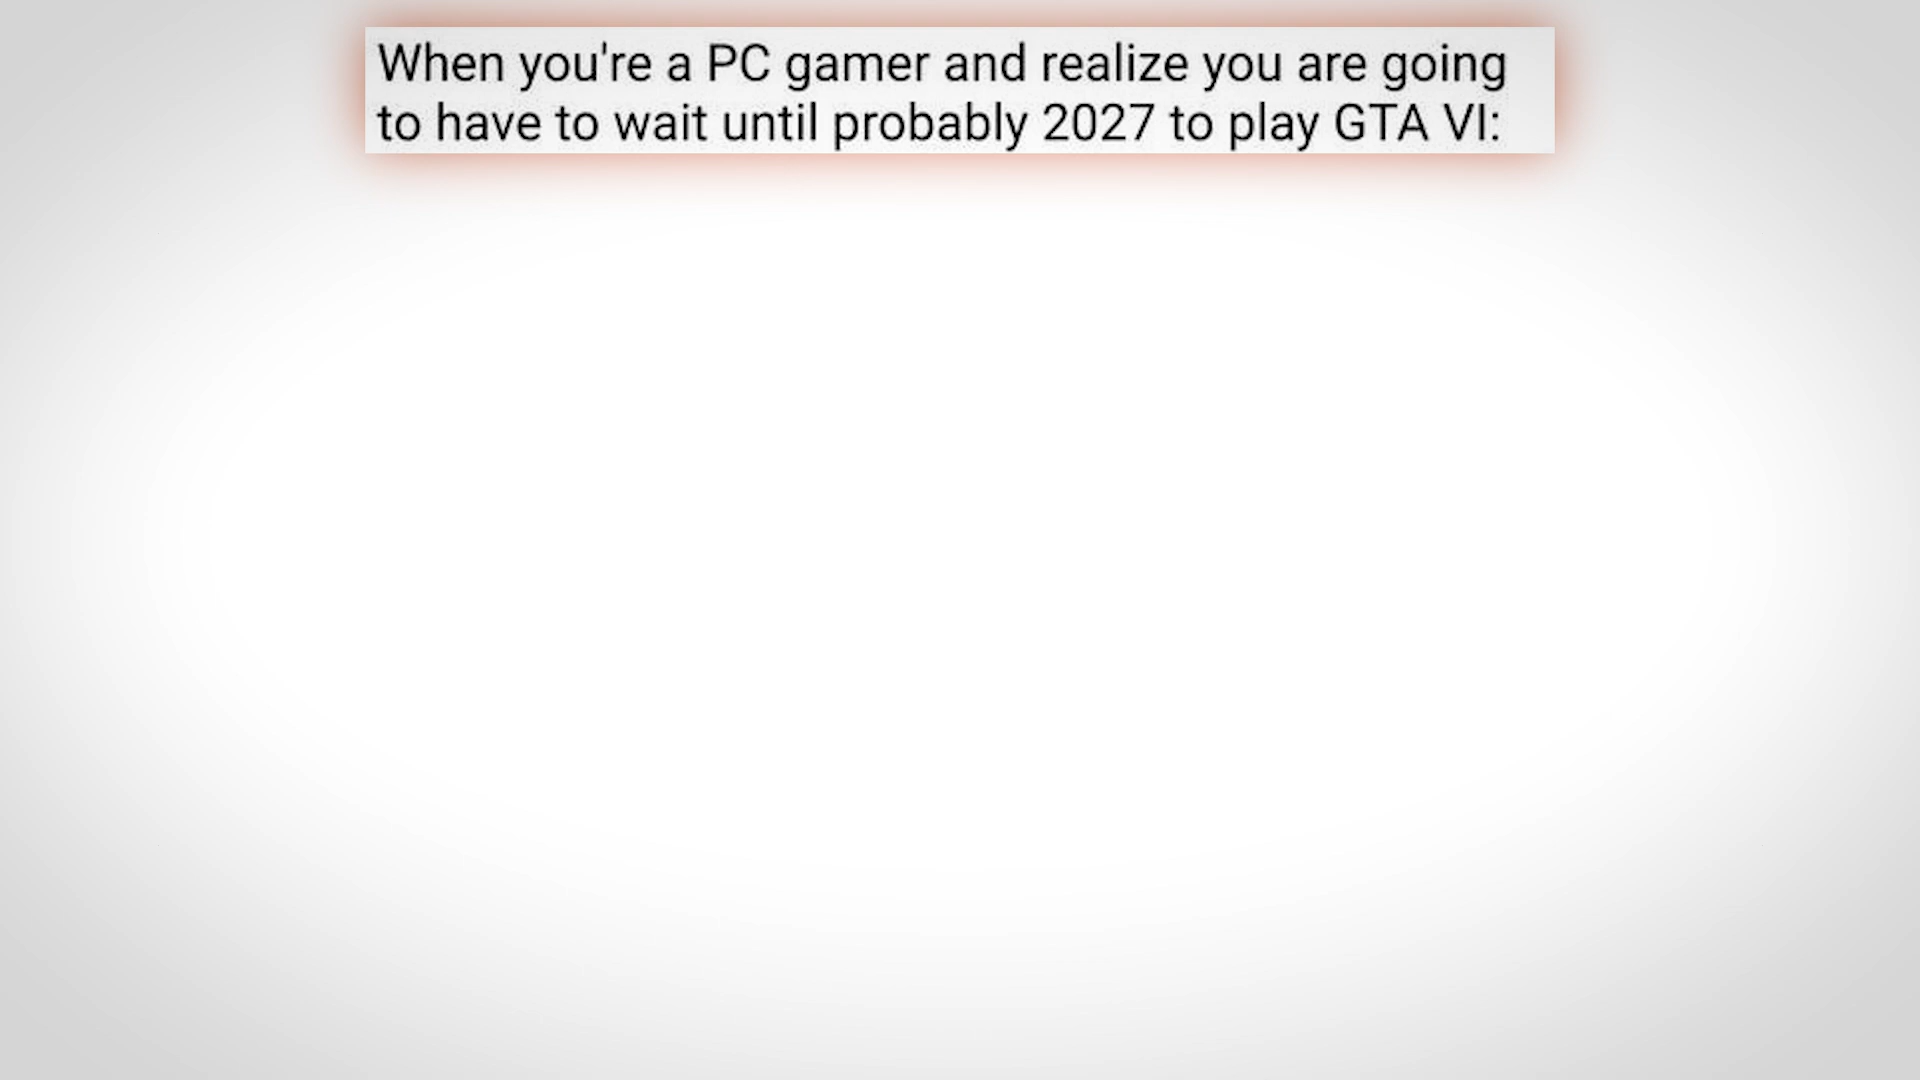 When you're a PC gamer and realize you are going
to have to wait until probably 2027 to play GTA VI: